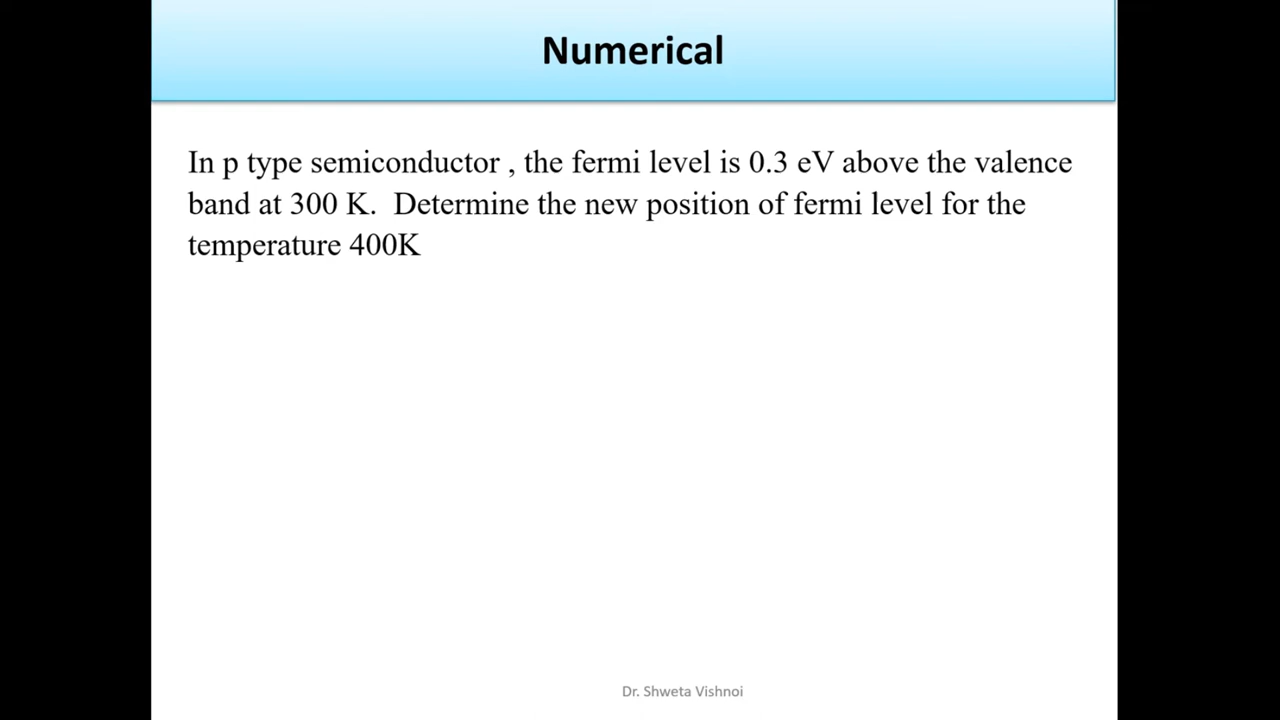 Numerical
In p type semiconductor , the fermi level is 0.3 eV above the valence
band at 300 K.  Determine the new position of fermi level for the
temperature 400K
Dr. Shweta Vishnoi